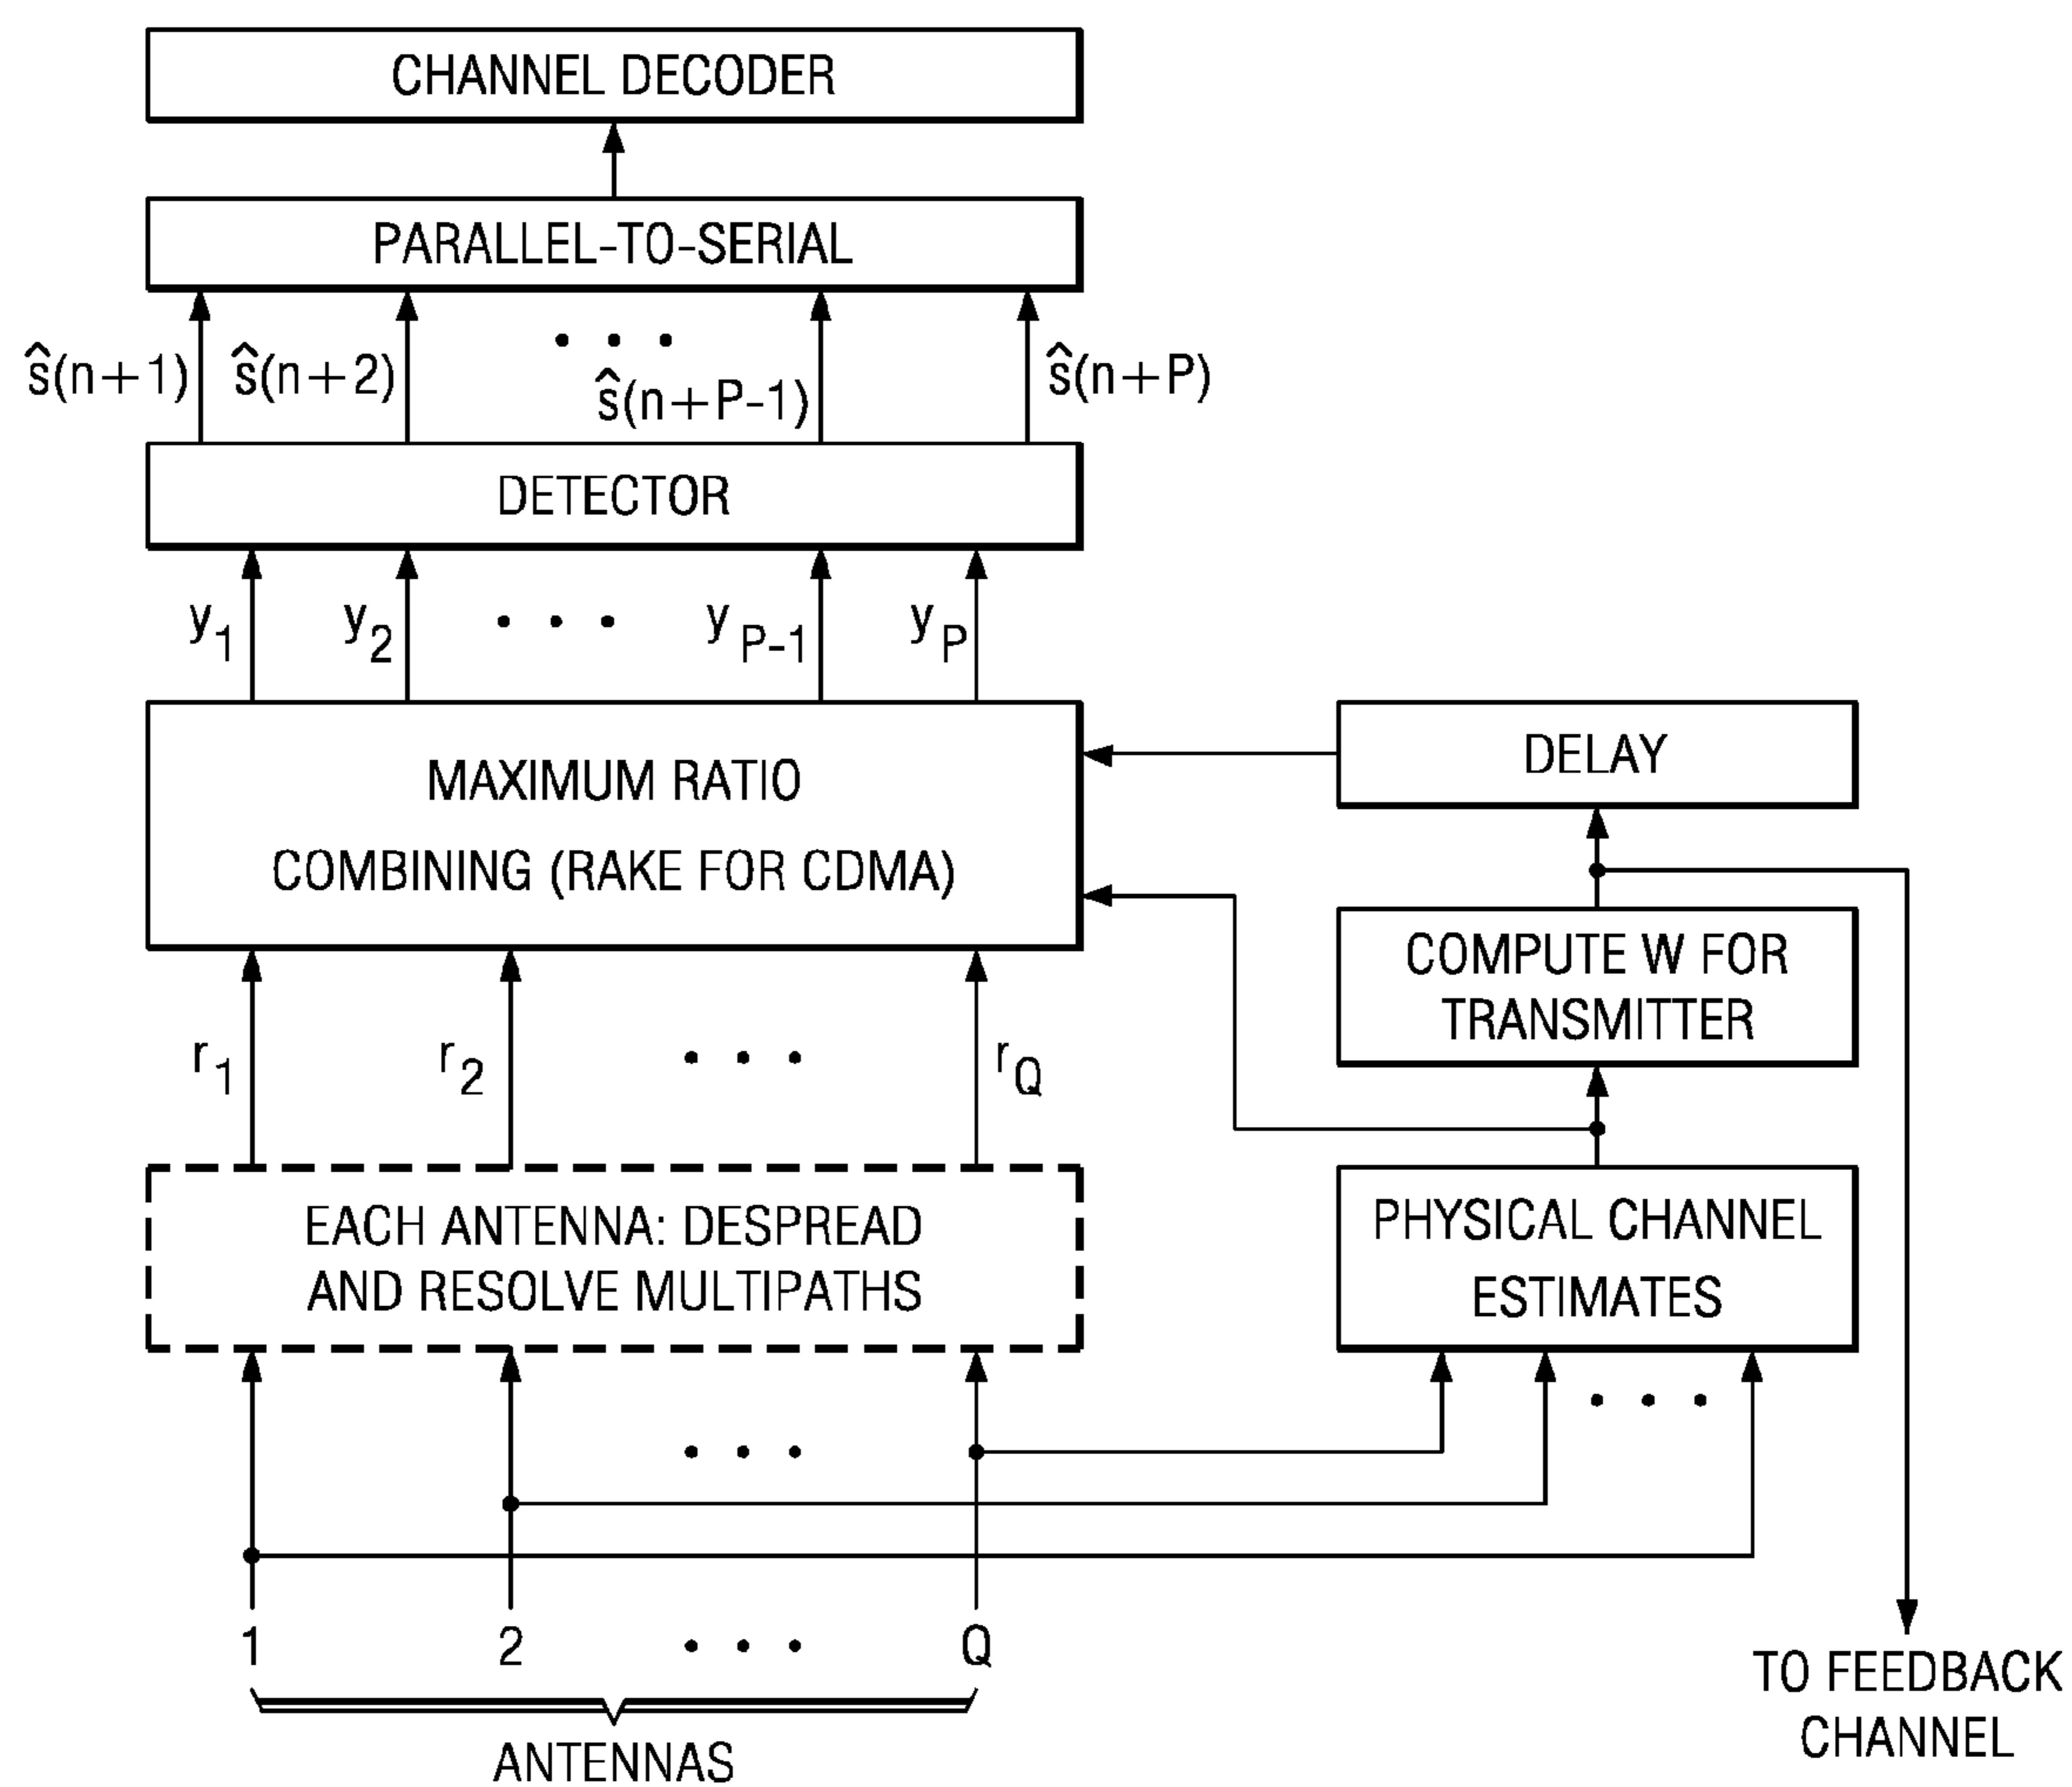 CHANNEL DECODER
PARALLEL-TO-SERIAL
ŝ(n+1)
ŝ(n+2)
• • •
ŝ(n+P-1)
ŝ(n+P)
DETECTOR
y1
y2
• • •
yP-1
yP
MAXIMUM RATIO
COMBINING (RAKE FOR CDMA)
DELAY
COMPUTE W FOR
TRANSMITTER
r1
r2
• • •
rQ
EACH ANTENNA: DESPREAD
AND RESOLVE MULTIPATHS
PHYSICAL CHANNEL
ESTIMATES
• • •
• • •
1
2
• • •
Q
ANTENNAS
TO FEEDBACK
CHANNEL